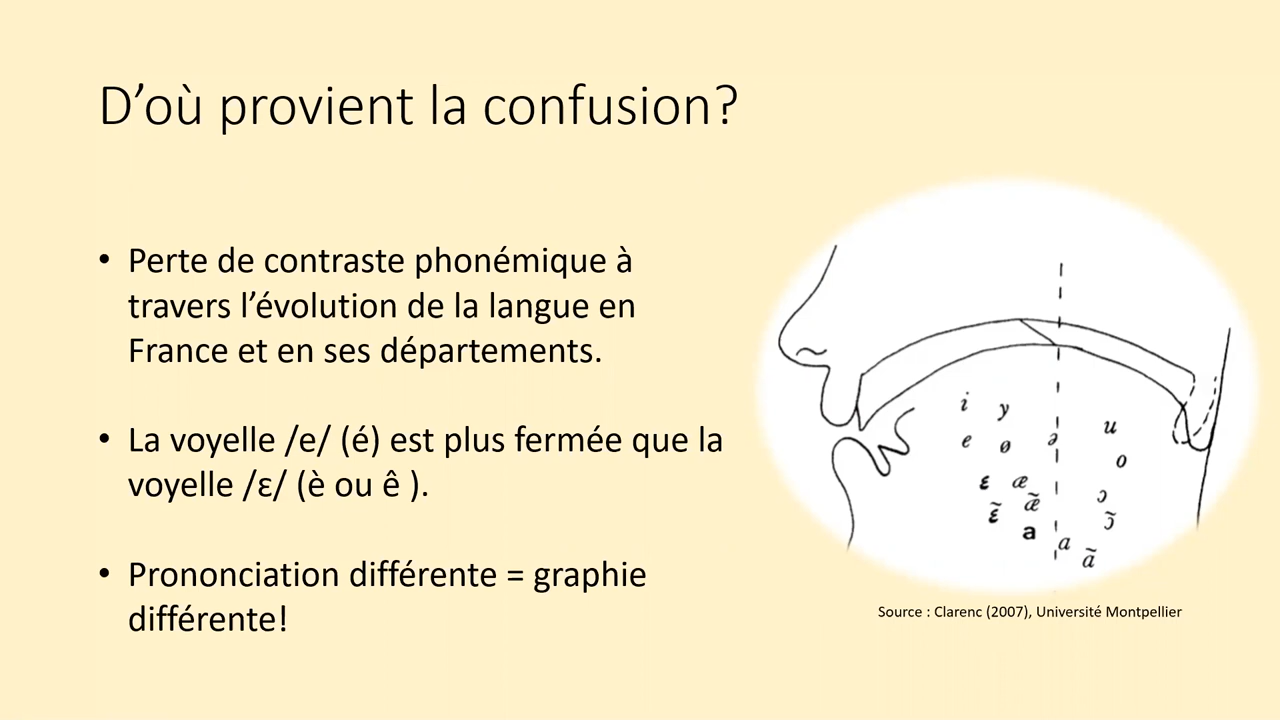 D’où provient la confusion?
• Perte de contraste phonémique à
travers l’évolution de la langue en
France et en ses départements.
• La voyelle /e/ (é) est plus fermée que la
voyelle /ε/ (è ou ê ).
• Prononciation différente = graphie
différente!
i y
u
e ø ə
o
ɛ æ
ɔ
ɛ̃ æ̃
ɔ̃
a ɑ
ɑ̃
Source : Clarenc (2007), Université Montpellier